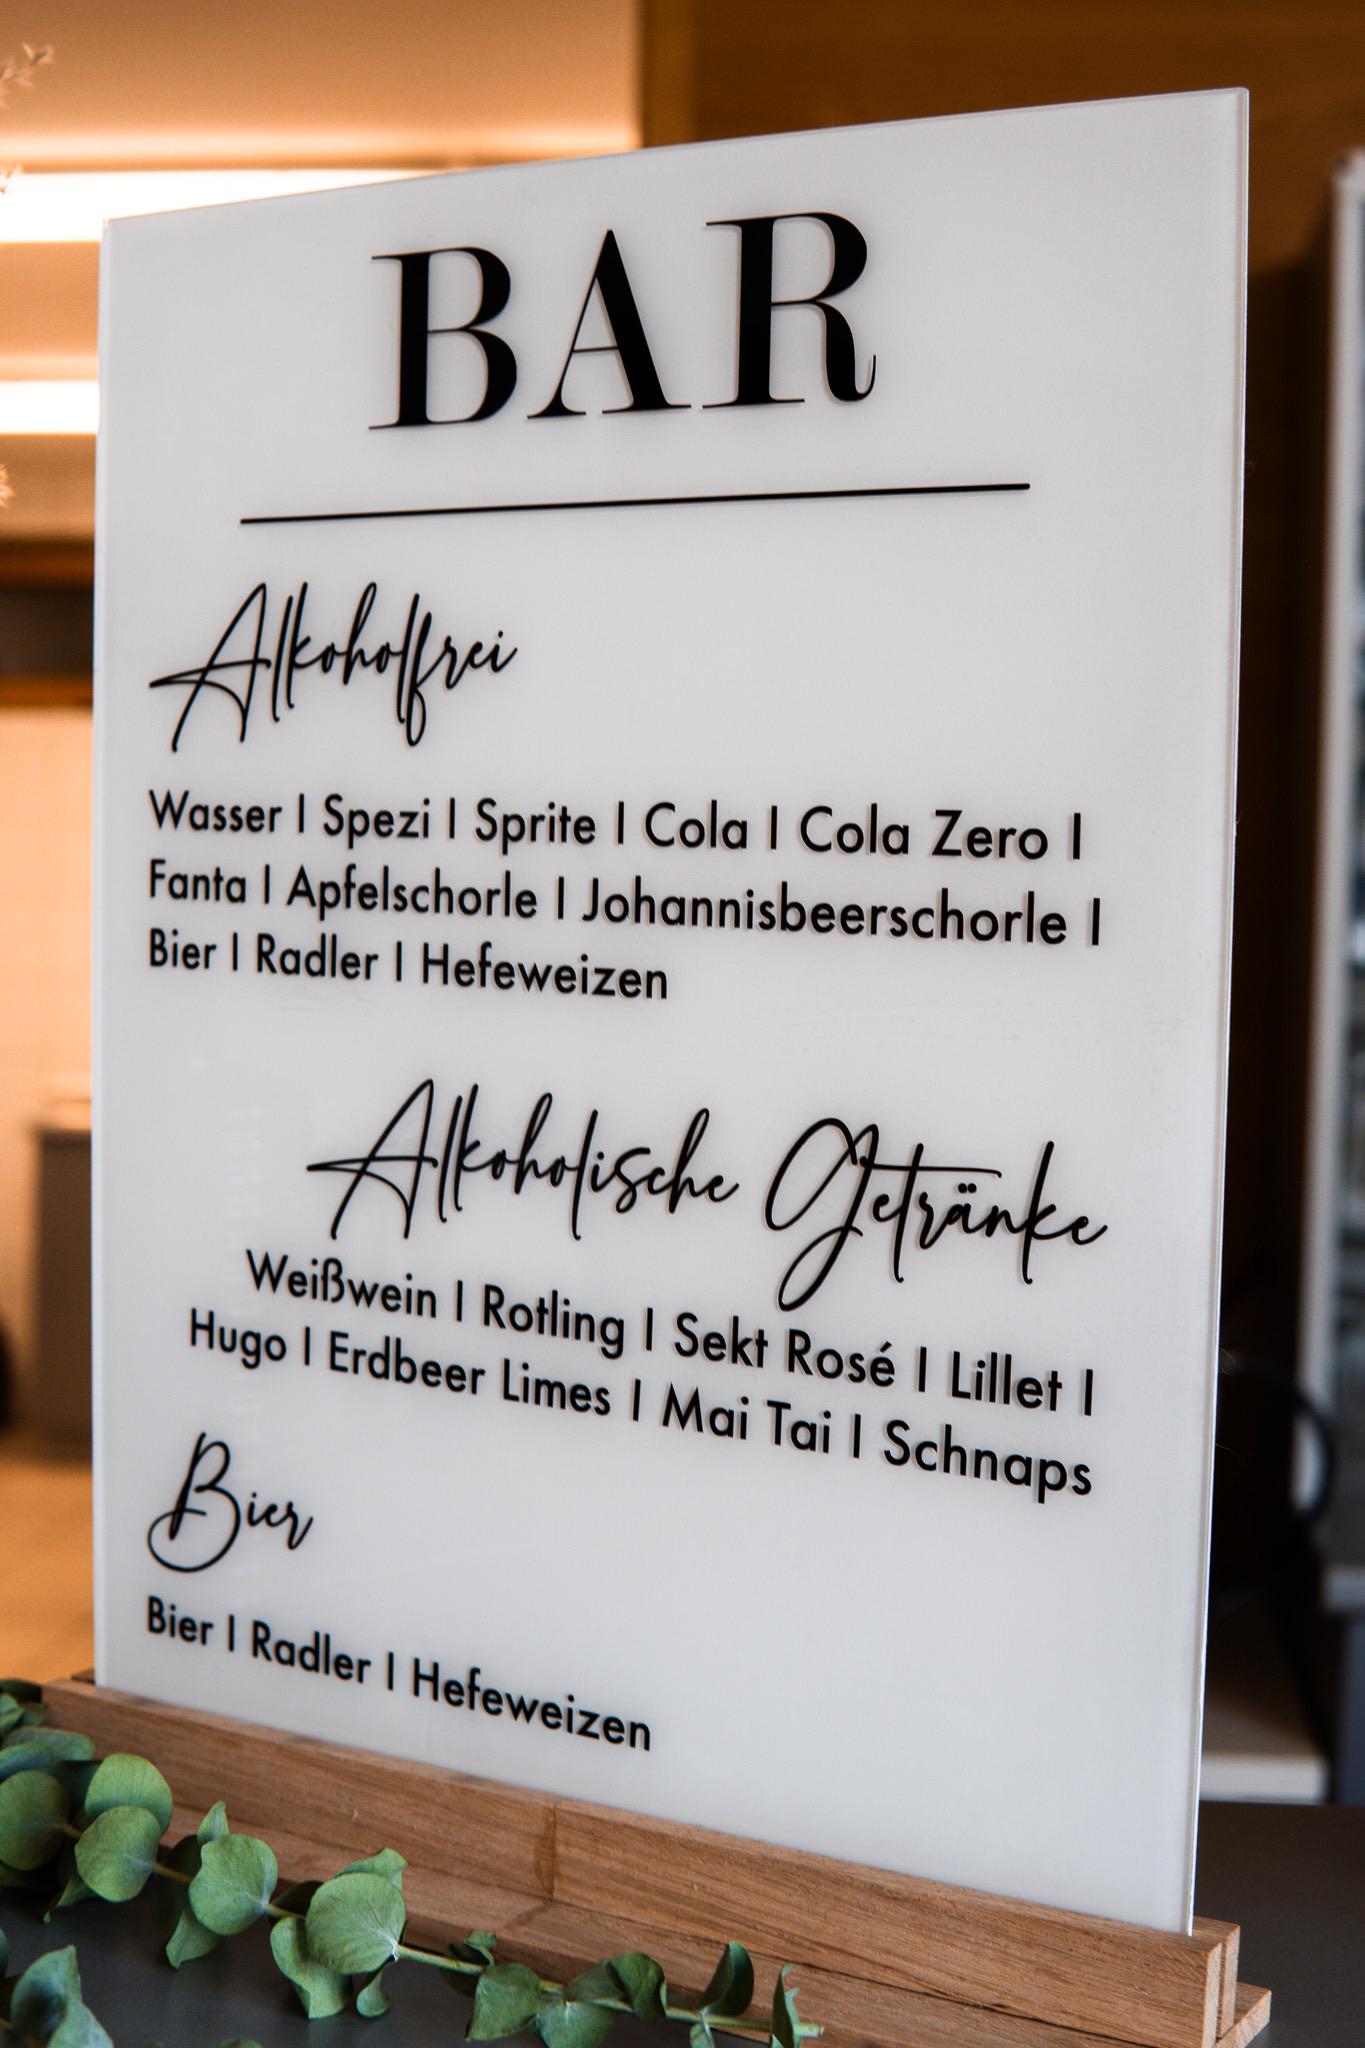 BAR
Alkoholfrei
Wasser | Spezi | Sprite | Cola | Cola Zero |
Fanta | Apfelschorle | Johannisbeerschorle |
Bier | Radler | Hefeweizen
Alkoholische Getränke
Weißwein | Rotling | Sekt Rosé | Lillet |
Hugo | Erdbeer Limes | Mai Tai | Schnaps
Bier
Bier | Radler | Hefeweizen